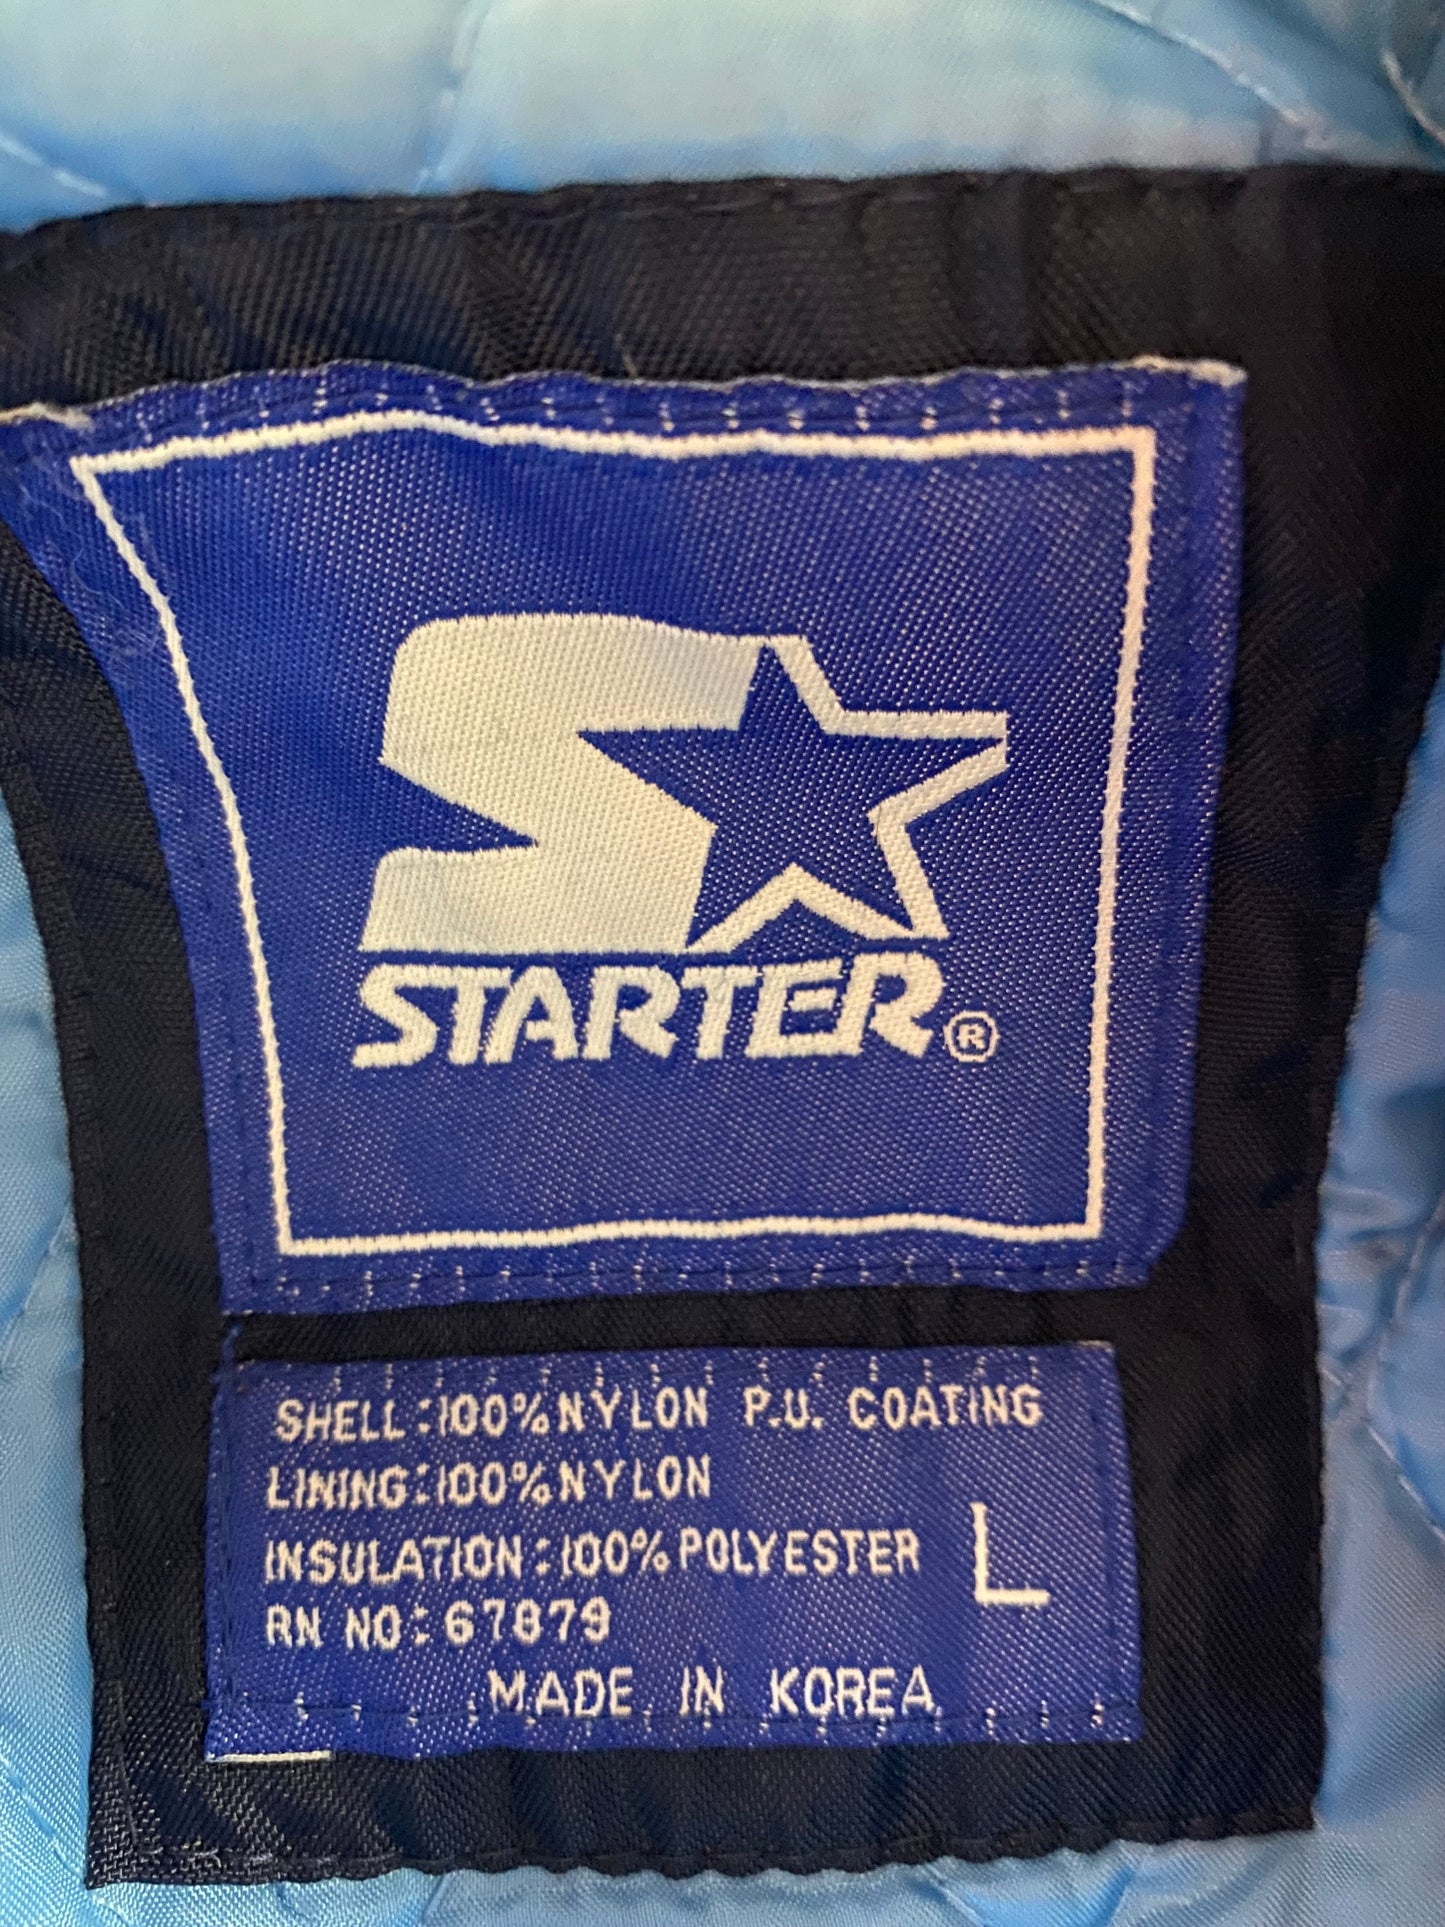 STARTER®
SHELL:100%NYLON P.U. COATING
LINING:100%NYLON
INSULATION:100%POLYESTER L
RN NO:67879
MADE IN KOREA